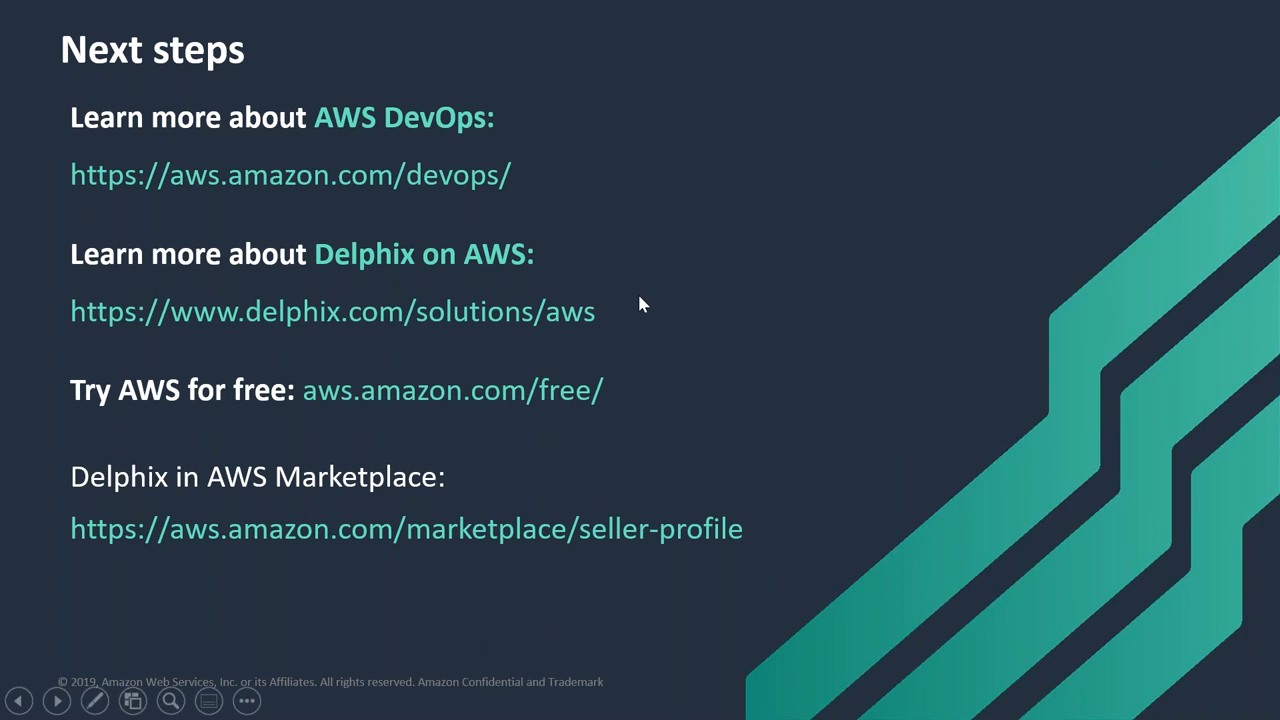 Next steps
Learn more about AWS DevOps:
https://aws.amazon.com/devops/
Learn more about Delphix on AWS:
https://www.delphix.com/solutions/aws
Try AWS for free: aws.amazon.com/free/
Delphix in AWS Marketplace:
https://aws.amazon.com/marketplace/seller-profile
© 2019, Amazon Web Services, Inc. or its Affiliates. All rights reserved. Amazon Confidential and Trademark